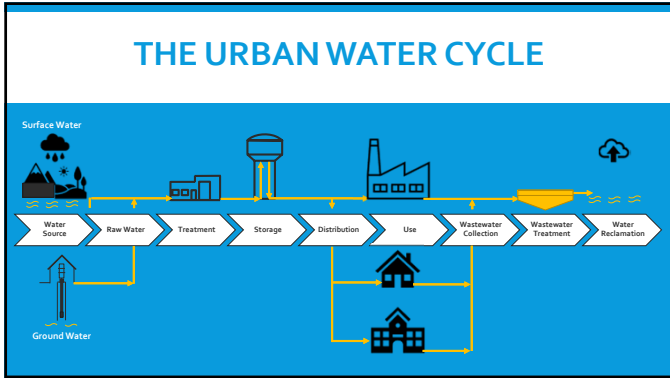 THE URBAN WATER CYCLE
Surface Water
Water
Source
Raw Water
Treatment
Storage
Distribution
Use
Wastewater
Collection
Wastewater
Treatment
Water
Reclamation
Ground Water